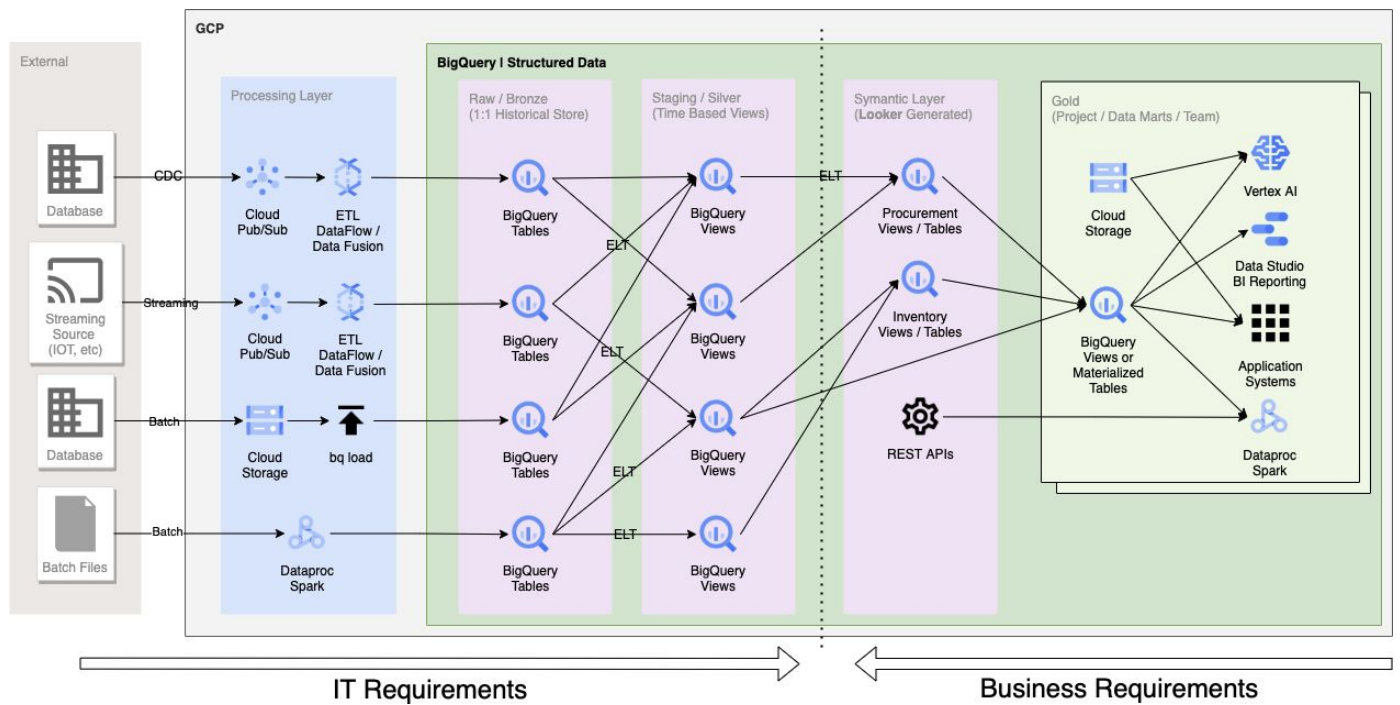 GCP
External
BigQuery | Structured Data
Processing Layer
Raw / Bronze
(1:1 Historical Store)
Staging / Silver
(Time Based Views)
Symantic Layer
(Looker Generated)
Gold
(Project / Data Marts / Team)
Database
CDC
Cloud
Pub/Sub
ETL
DataFlow /
Data Fusion
BigQuery
Tables
ELT
BigQuery
Views
ELT
Procurement
Views / Tables
Cloud
Storage
Vertex AI
Data Studio
BI Reporting
Streaming
Source
(IOT, etc)
Streaming
Cloud
Pub/Sub
ETL
DataFlow /
Data Fusion
BigQuery
Tables
ELT
BigQuery
Views
Inventory
Views / Tables
BigQuery
Views or
Materialized
Tables
Application
Systems
Database
Batch
Cloud
Storage
bq load
BigQuery
Tables
ELT
BigQuery
Views
REST APIs
Dataproc
Spark
Batch Files
Batch
Dataproc
Spark
BigQuery
Tables
ELT
BigQuery
Views
IT Requirements
Business Requirements